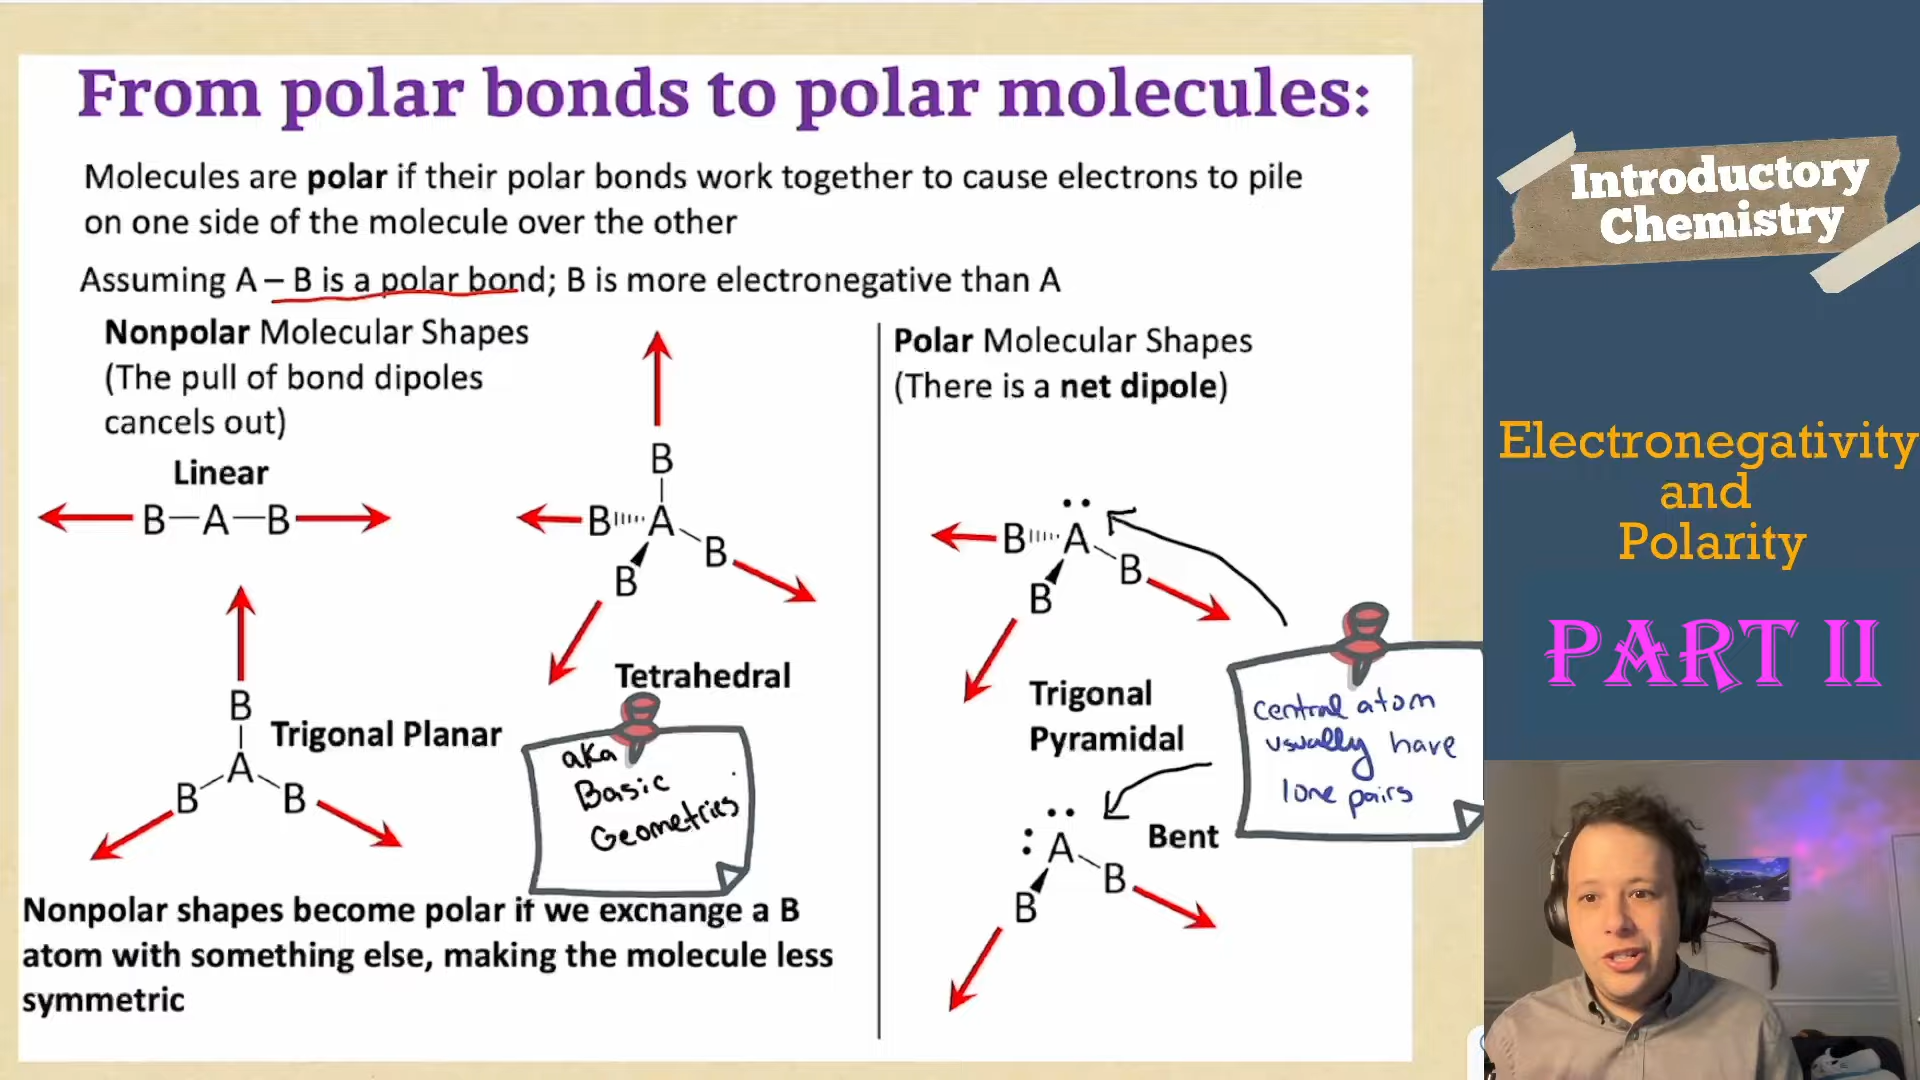 From polar bonds to polar molecules:
Molecules are polar if their polar bonds work together to cause electrons to pile
on one side of the molecule over the other
Assuming A – B is a polar bond; B is more electronegative than A
Nonpolar Molecular Shapes
(The pull of bond dipoles
cancels out)
Linear
B—A—B
B
B A
B
B
Tetrahedral
B
Trigonal Planar
A
B B
aka
Basic
Geometries
Nonpolar shapes become polar if we exchange a B
atom with something else, making the molecule less
symmetric
Polar Molecular Shapes
(There is a net dipole)
B A
B
B
Trigonal
Pyramidal
A
B
B
Bent
central atom
usually have
lone pairs
Introductory
Chemistry
Electronegativity
and
Polarity
PART II